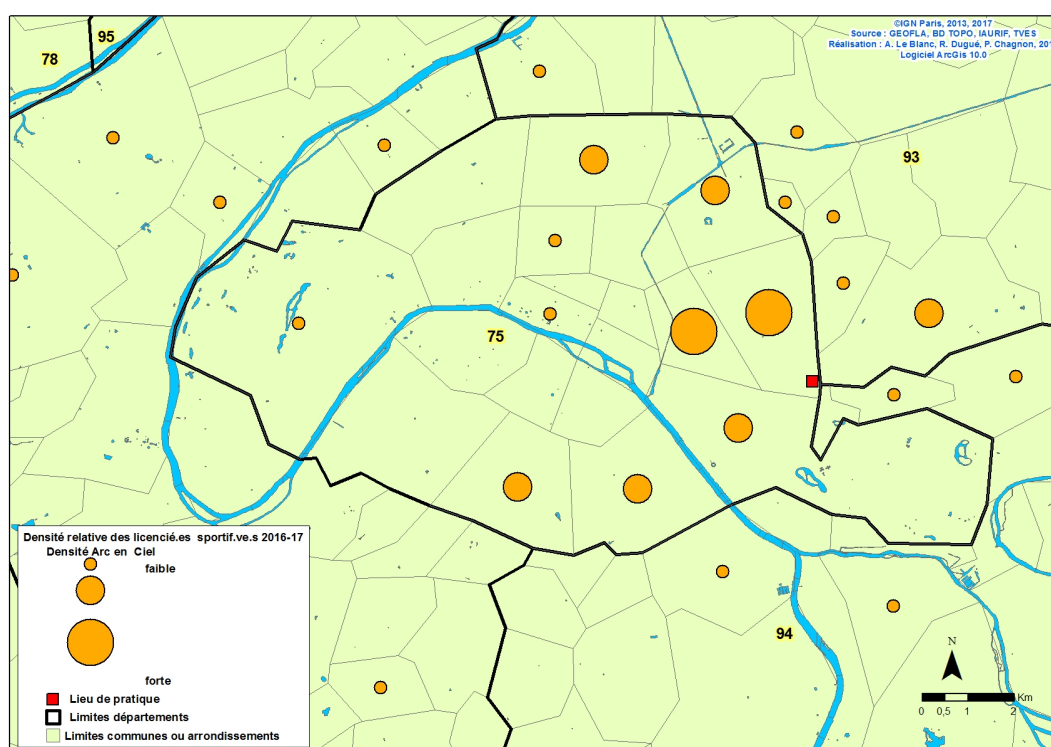 ©IGN Paris, 2013, 2017
Source : GEOFLA, BD TOPO, IAURIF, TVES
Réalisation : A. Le Blanc, R. Dugué, P. Chagnon, 201
Logiciel ArcGis 10.0
95
78
93
75
94
Densité relative des licencié.es sportif.ve.s 2016-17
Densité Arc en Ciel
faible
forte
Lieu de pratique
Limites départements
Limites communes ou arrondissements
N
Km
0 0,5 1 2